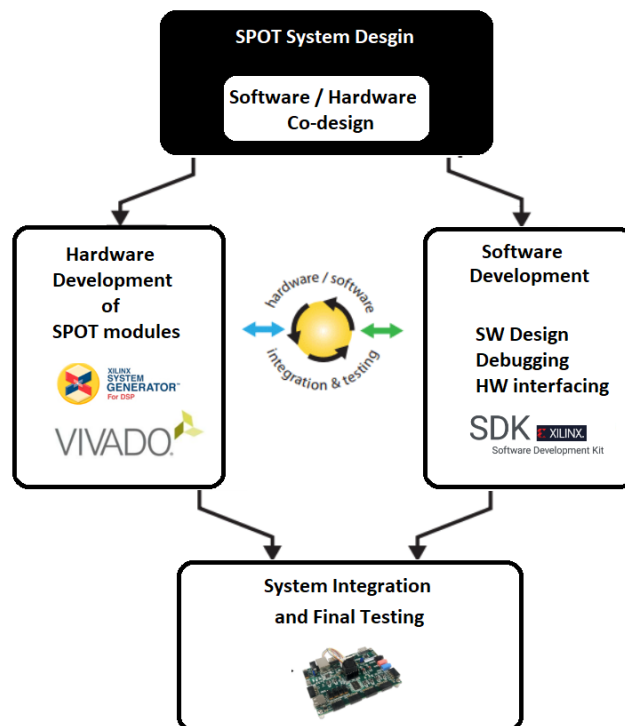 SPOT System Desgin
Software / Hardware
Co-design
Hardware
Development
of
SPOT modules
XILINX
SYSTEM
GENERATOR™
For DSP
VIVADO.
hardware / software
integration & testing
Software
Development
SW Design
Debugging
HW interfacing
SDK XILINX.
Software Development Kit
System Integration
and Final Testing